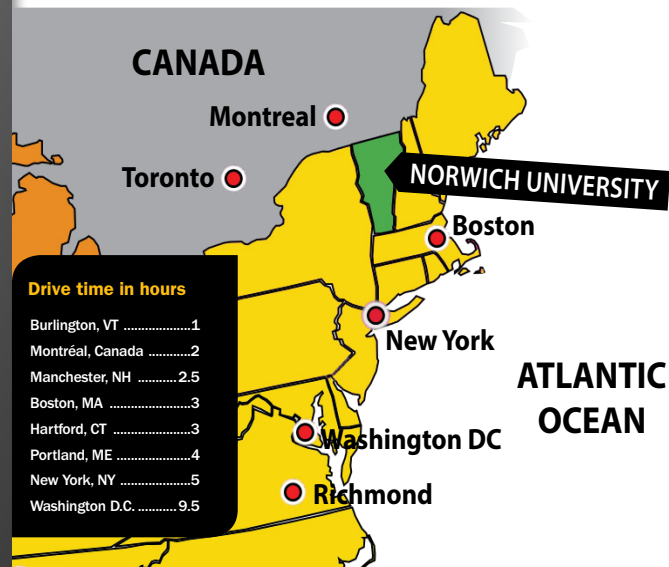 CANADA
Montreal
Toronto
NORWICH UNIVERSITY
Boston
Drive time in hours
Burlington, VT ...................1
Montréal, Canada ............2
Manchester, NH ...........2.5
Boston, MA .......................3
Hartford, CT ......................3
Portland, ME .....................4
New York, NY .....................5
Washington D.C. ...........9.5
New York
ATLANTIC
OCEAN
Washington DC
Richmond